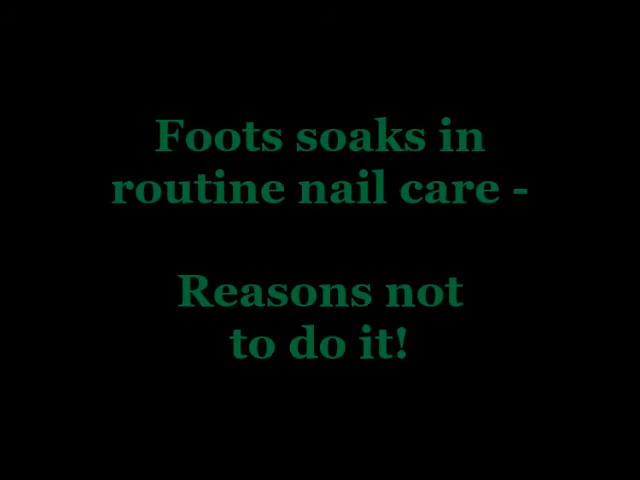 Foots soaks in
routine nail care -
Reasons not
to do it!